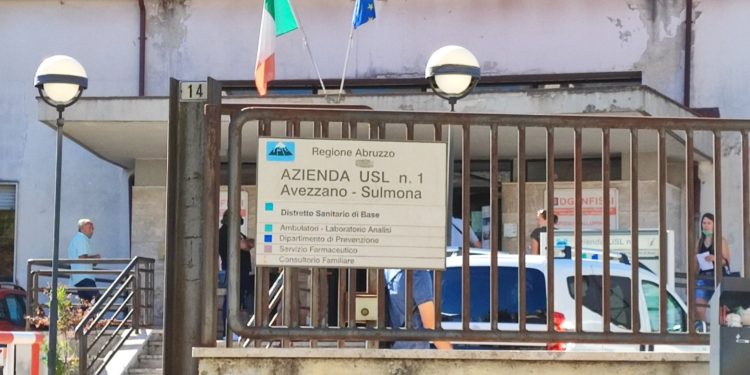 14
Regione Abruzzo
AZIENDA USL n. 1
Avezzano - Sulmona
Distretto Sanitario di Base
Ambulatori - Laboratorio Analisi
Dipartimento di Prevenzione
Servizio Farmaceutico
Consultorio Familiare